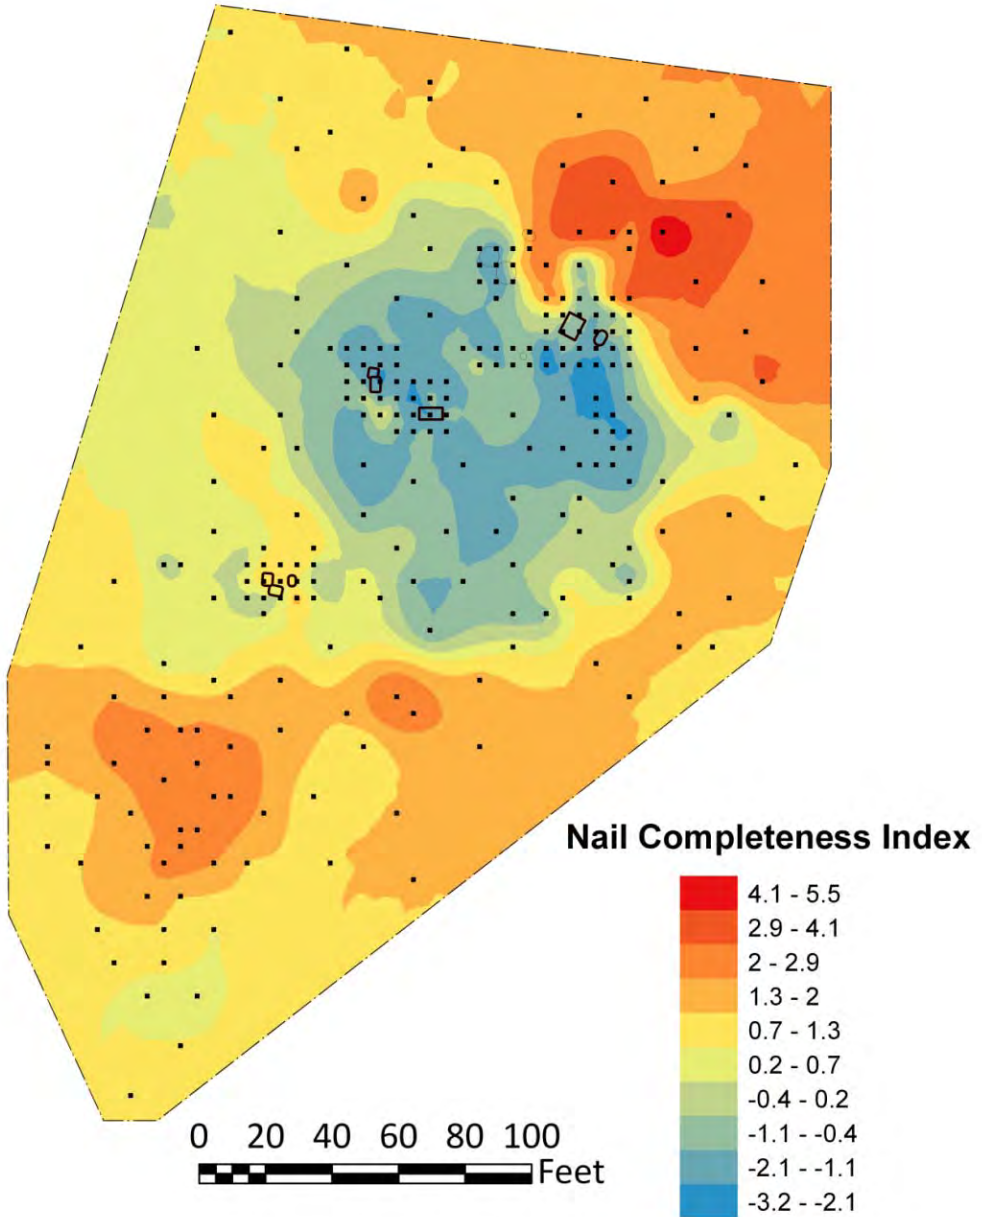 Nail Completeness Index
4.1 - 5.5
2.9 - 4.1
2 - 2.9
1.3 - 2
0.7 - 1.3
0.2 - 0.7
-0.4 - 0.2
-1.1 - -0.4
-2.1 - -1.1
-3.2 - -2.1
0 20 40 60 80 100
Feet